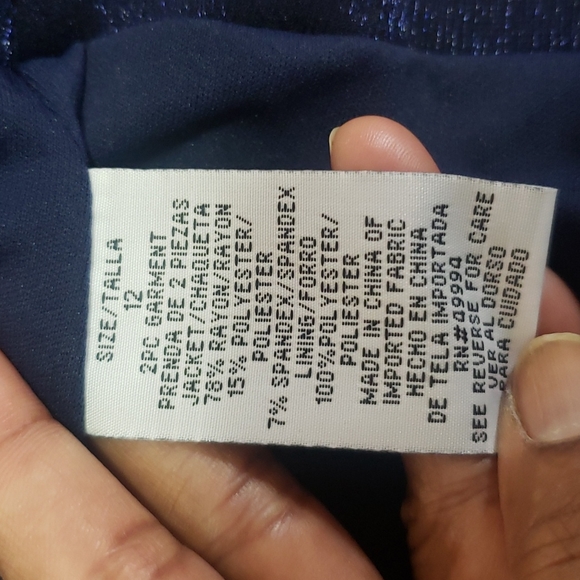 SIZE/TALLA
12
2PC GARMENT
PRENDA DE 2 PIEZAS
JACKET/CHAQUETA
78% RAYON/RAYON
15% POLYESTER/
POLIESTER
7% SPANDEX/SPANDEX
LINING/FORRO
100%POLYESTER/
POLIESTER
MADE IN CHINA OF
IMPORTED FABRIC
HECHO EN CHINA
DE TELA IMPORTADA
RN#49994
SEE REVERSE FOR CARE
VER AL DORSO
PARA CUIDADO